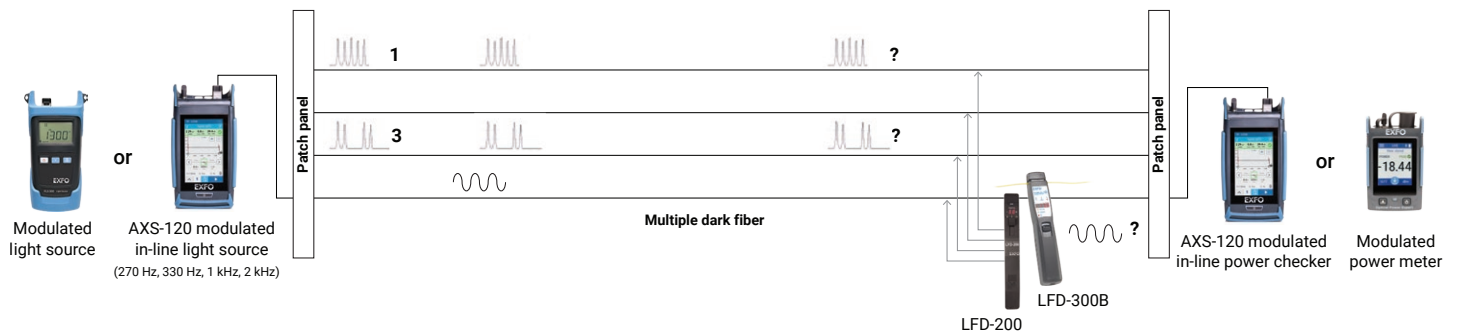 1
?
Patch panel
Patch panel
1300
EXFO
or
EXFO
3
?
EXFO
or
EXFO
-18.44
Modulated
light source
AXS-120 modulated
in-line light source
(270 Hz, 330 Hz, 1 kHz, 2 kHz)
Multiple dark fiber
?
AXS-120 modulated
in-line power checker
Modulated
power meter
LFD-300B
LFD-200